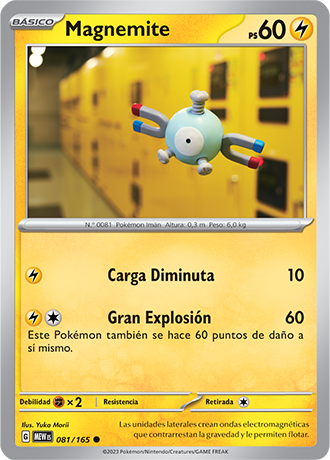 BÁSICO
Magnemite
PS 60
N.º 0081 Pokémon Imán Altura: 0,3 m Peso: 6,0 kg
Carga Diminuta 10
Gran Explosión 60
Este Pokémon también se hace 60 puntos de daño a
sí mismo.
Debilidad ×2 Resistencia Retirada
Ilus. Yuka Morii
G MEW ES 081/165
Las unidades laterales crean ondas electromagnéticas
que contrarrestan la gravedad y le permiten flotar.
©2023 Pokémon/Nintendo/Creatures/GAME FREAK